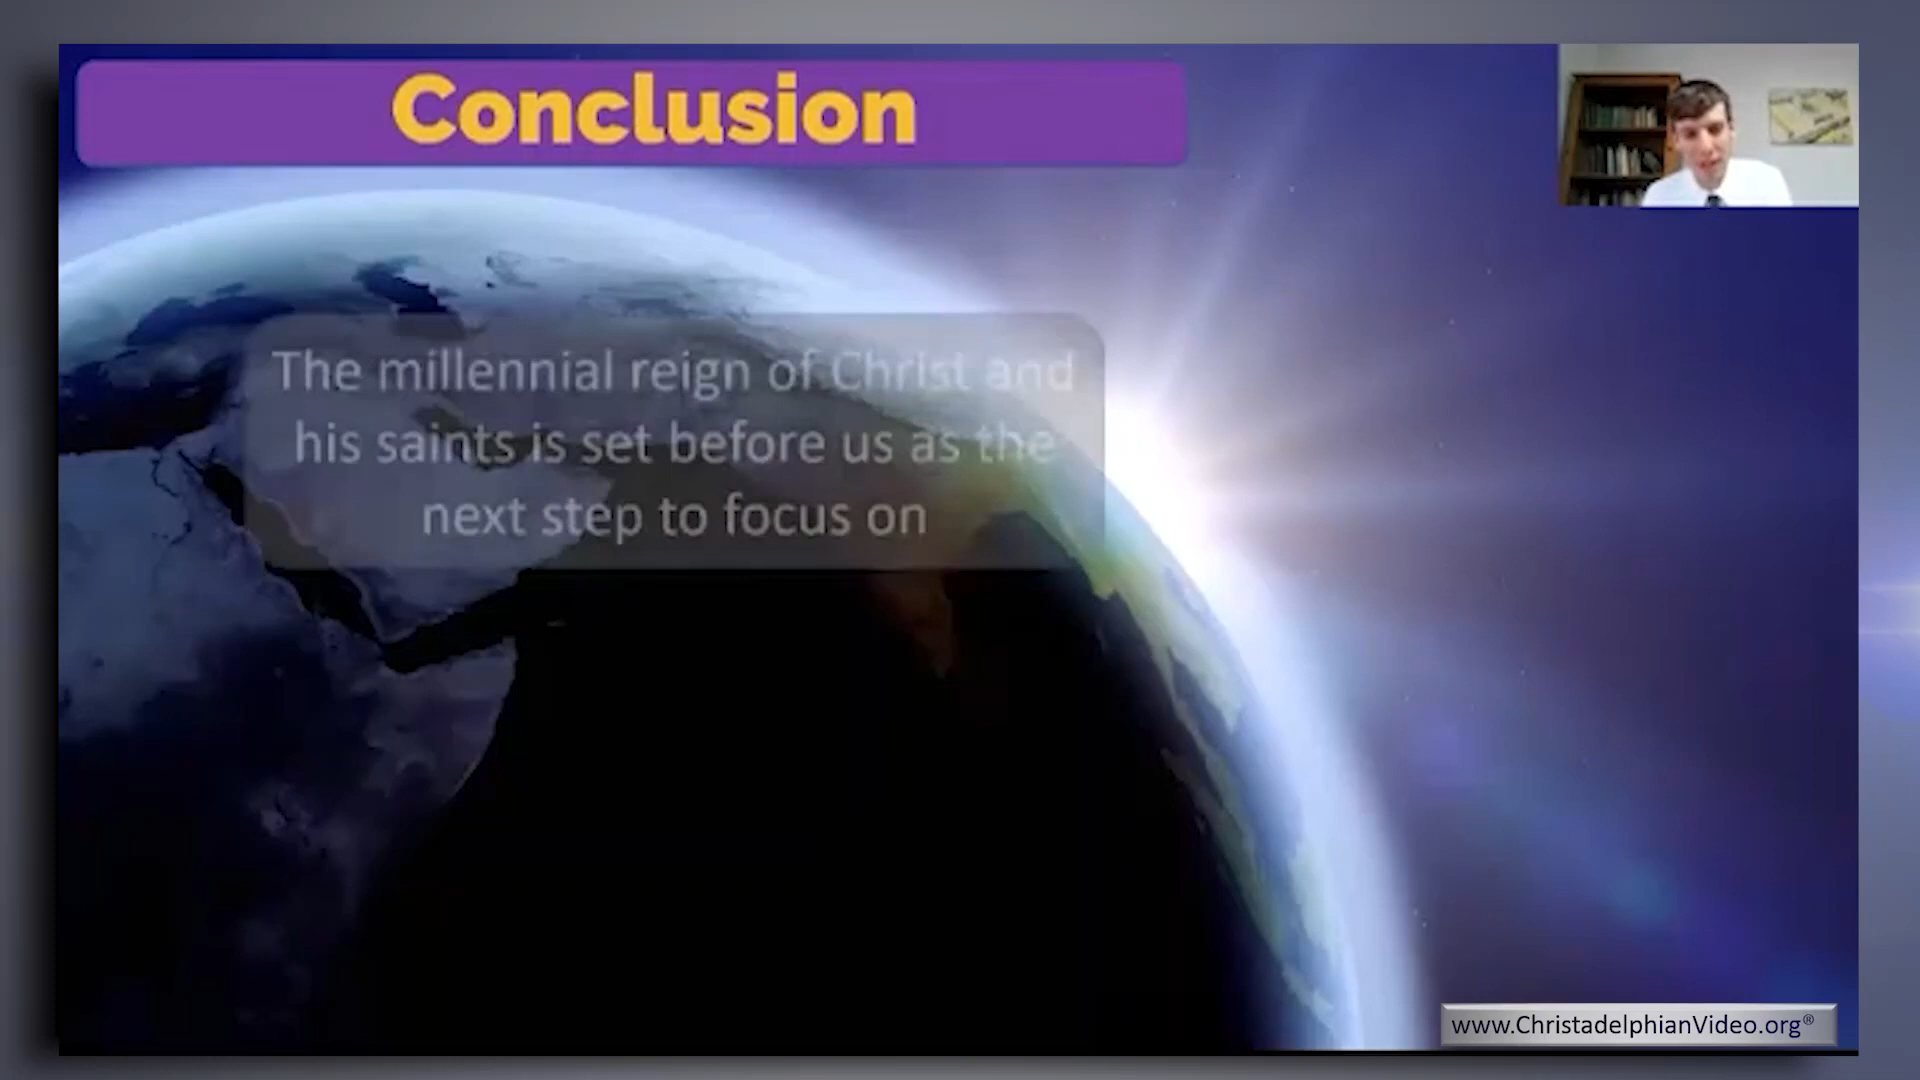 Conclusion
The millennial reign of Christ and
his saints is set before us as the
next step to focus on
www.ChristadelphianVideo.org®